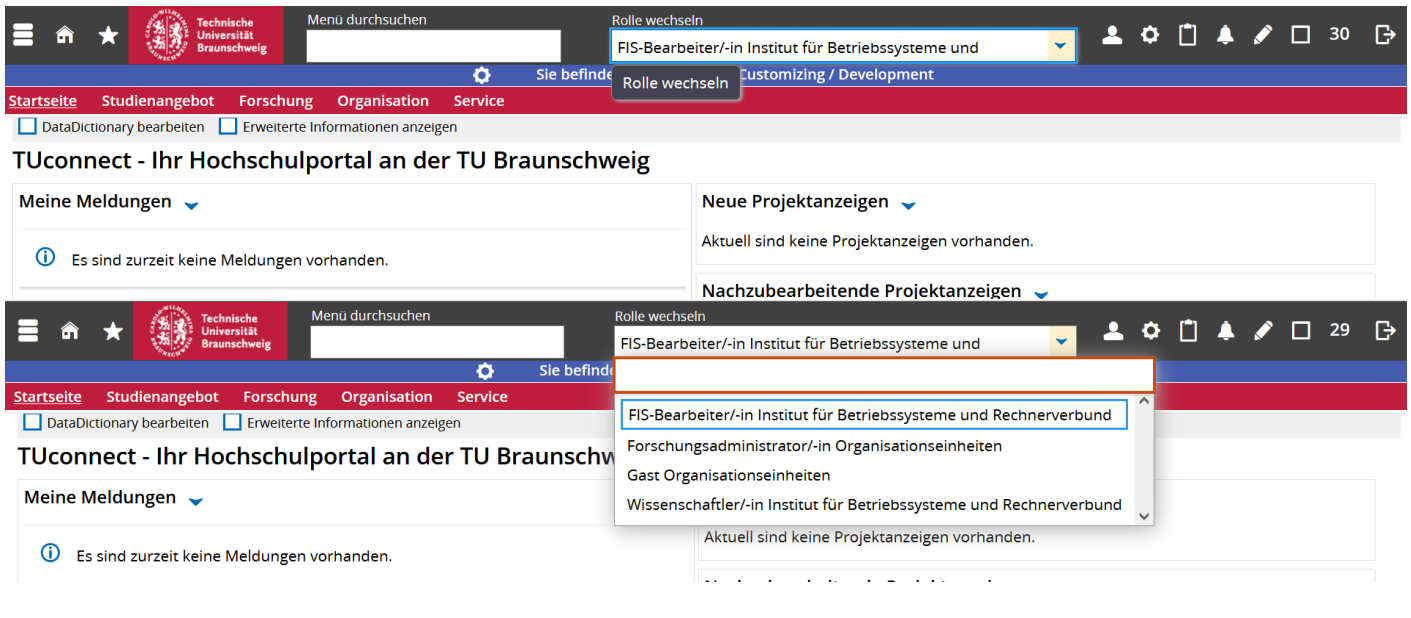 Technische
Universität
Braunschweig
Menü durchsuchen
Rolle wechseln
FIS-Bearbeiter/-in Institut für Betriebssysteme und
30
Sie befinde
Customizing / Development
Rolle wechseln
Startseite Studienangebot Forschung Organisation Service
DataDictionary bearbeiten Erweiterte Informationen anzeigen
TUconnect - Ihr Hochschulportal an der TU Braunschweig
Meine Meldungen
Es sind zurzeit keine Meldungen vorhanden.
Neue Projektanzeigen
Aktuell sind keine Projektanzeigen vorhanden.
Nachzubearbeitende Projektanzeigen
Technische
Universität
Braunschweig
Menü durchsuchen
Rolle wechseln
FIS-Bearbeiter/-in Institut für Betriebssysteme und
29
Sie befinde
Startseite Studienangebot Forschung Organisation Service
FIS-Bearbeiter/-in Institut für Betriebssysteme und Rechnerverbund
Forschungsadministrator/-in Organisationseinheiten
Gast Organisationseinheiten
Wissenschaftler/-in Institut für Betriebssysteme und Rechnerverbund
DataDictionary bearbeiten Erweiterte Informationen anzeigen
TUconnect - Ihr Hochschulportal an der TU Braunschw
Meine Meldungen
Es sind zurzeit keine Meldungen vorhanden.
Aktuell sind keine Projektanzeigen vorhanden.